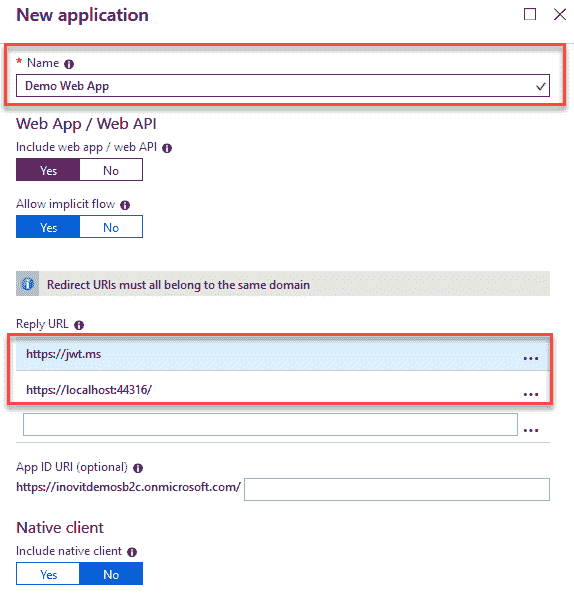 New application
* Name
Demo Web App
Web App / Web API
Include web app / web API
Yes No
Allow implicit flow
Yes No
Redirect URIs must all belong to the same domain
Reply URL
https://jwt.ms ...
https://localhost:44316/ ...
...
App ID URI (optional)
https://inovitdemosb2c.onmicrosoft.com/
Native client
Include native client
Yes No